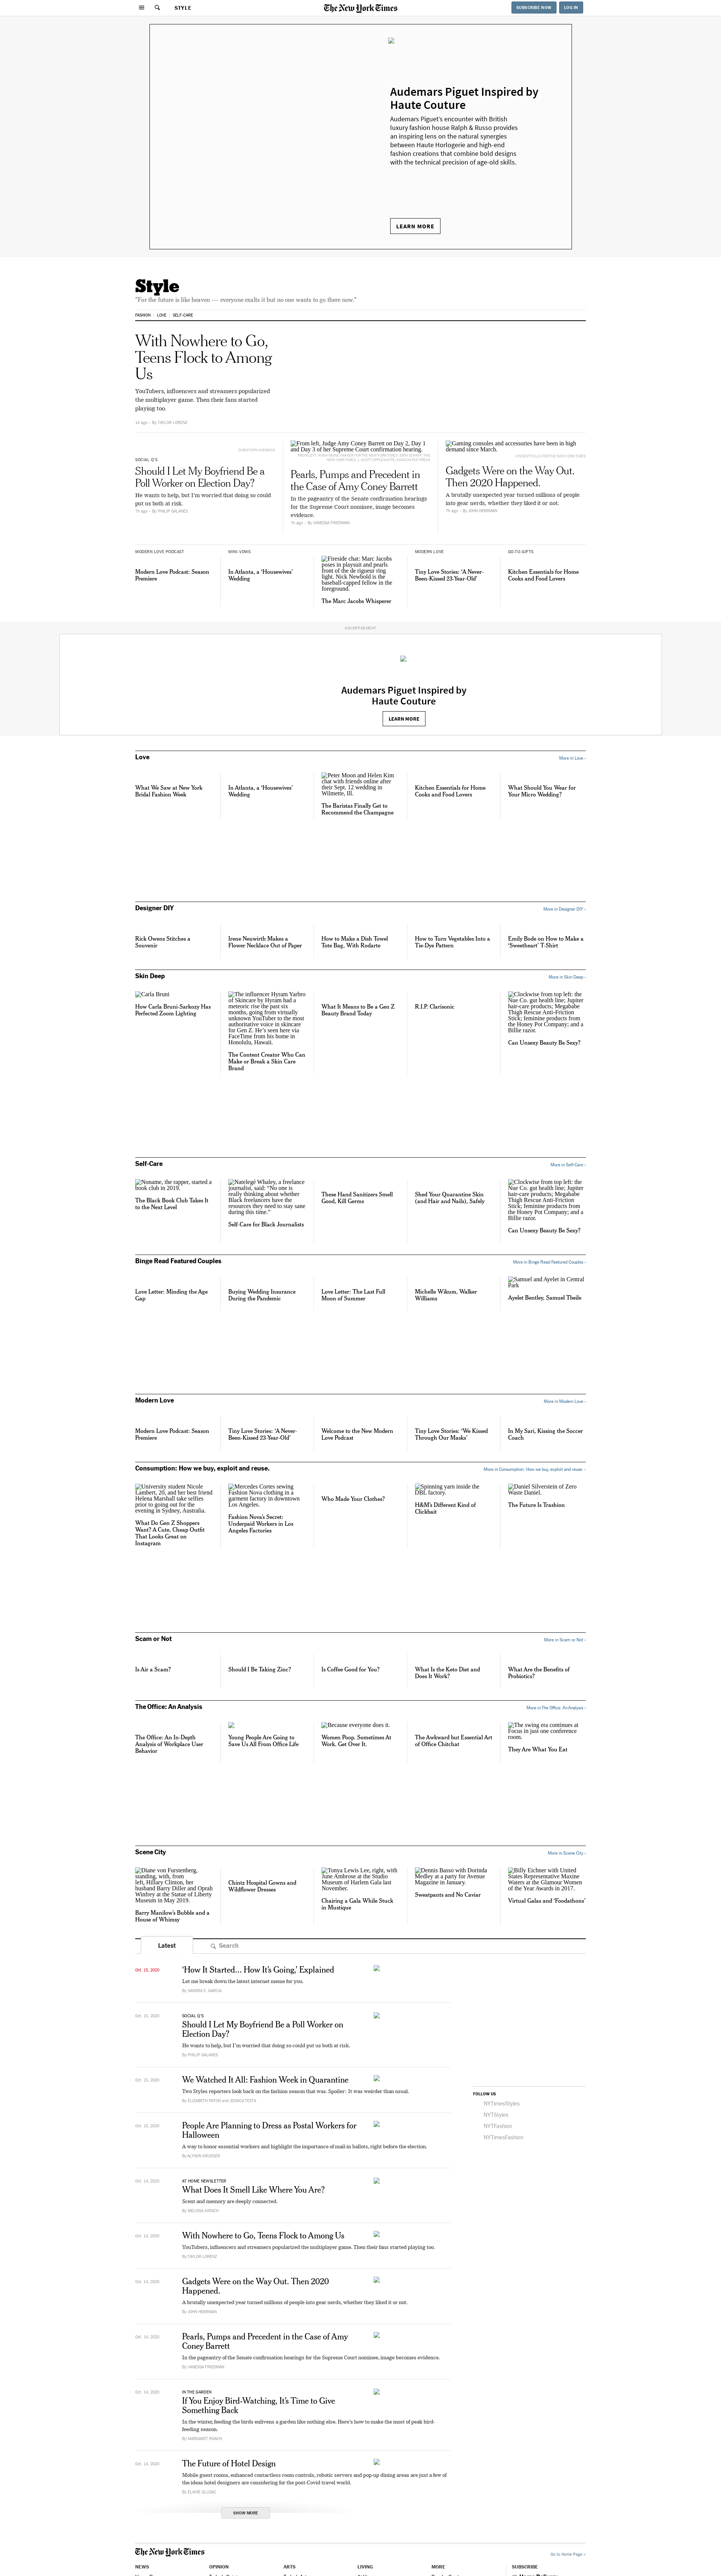 STYLE
The New York Times
SUBSCRIBE NOW
LOG IN
Audemars Piguet Inspired by
Haute Couture
Audemars Piguet's encounter with British
luxury fashion house Ralph & Russo provides
an inspiring lens on the natural synergies
between Haute Horlogerie and high-end
fashion creations that combine bold designs
with the technical precision of age-old skills.
LEARN MORE
Style
"For the future is like heaven — everyone exalts it but no one wants to go there now."
FASHION
LOVE
SELF-CARE
With Nowhere to Go,
Teens Flock to Among
Us
YouTubers, influencers and streamers popularized
the multiplayer game. Then their fans started
playing too.
1d ago · By TAYLOR LORENZ
SOCIAL Q'S
Should I Let My Boyfriend Be a
Poll Worker on Election Day?
He wants to help, but I'm worried that doing so could
put us both at risk.
By PHILIP GALANES
From left, Judge Amy Coney Barrett on Day 2, Day 1
and Day 3 of her Supreme Court confirmation hearing.
Pearls, Pumps and Precedent in
the Case of Amy Coney Barrett
In the pageantry of the Senate confirmation hearings
for the Supreme Court nominee, image becomes
evidence.
By VANESSA FRIEDMAN
Gaming consoles and accessories have been in high
demand since March.
Gadgets Were on the Way Out.
Then 2020 Happened.
A brutally unexpected year turned millions of people
into gear nerds, whether they liked it or not.
By JOHN HERRMAN
MODERN LOVE PODCAST
Modern Love Podcast: Season
Premiere
MINI-VOWS
In Atlanta, a 'Housewives'
Wedding
Fireside chat: Marc Jacobs
poses in playsuit and pearls
front of the de rigueur ring
light. Nick Newbold is the
baseball-capped fellow in the
foreground.
The Marc Jacobs Whisperer
MODERN LOVE
Tiny Love Stories: 'A Never-
Been-Kissed 23-Year-Old'
GO-TO-GIFTS
Kitchen Essentials for Home
Cooks and Food Lovers
ADVERTISEMENT
Audemars Piguet Inspired by
Haute Couture
LEARN MORE
Love
More in Love ›
What We Saw at New York
Bridal Fashion Week
In Atlanta, a 'Housewives'
Wedding
Peter Moon and Helen Kim
chat with friends online after
their Sept. 12 wedding in
Wilmette, Ill.
The Baristas Finally Get to
Recommend the Champagne
Kitchen Essentials for Home
Cooks and Food Lovers
What Should You Wear for
Your Micro Wedding?
Designer DIY
More in Designer DIY ›
Rick Owens Stitches a
Souvenir
Irene Neuwirth Makes a
Flower Necklace Out of Paper
How to Make a Dish Towel
Tote Bag, With Rodarte
How to Turn Vegetables Into a
Tie-Dye Pattern
Emily Bode on How to Make a
'Sweetheart' T-Shirt
Skin Deep
More in Skin Deep ›
Carla Bruni
How Carla Bruni-Sarkozy Has
Perfected Zoom Lighting
The influencer Hyram Yarbro
of Skincare by Hyram had a
meteoric rise the past six
months, going from virtually
unknown YouTuber to the most
authoritative voice in skincare
for Gen Z. He's seen here via
FaceTime from his home in
Honolulu, Hawaii.
The Content Creator Who Can
Make or Break a Skin Care
Brand
What It Means to Be a Gen Z
Beauty Brand Today
R.I.P. Clarisonic
Clockwise from top left: the
Nue Co. gut health line; Jupiter
hair-care products; Megababe
Thigh Rescue Anti-Friction
Stick; feminine products from
the Honey Pot Company; and a
Billie razor.
Can Unsexy Beauty Be Sexy?
Self-Care
More in Self-Care ›
Noname, the rapper, started a
book club in 2019.
The Black Book Club Takes It
to the Next Level
Natelegé Whaley, a freelance
journalist, said: "No one is
really thinking about whether
Black freelancers have the
resources they need to stay sane
during this time."
Self-Care for Black Journalists
These Hand Sanitizers Smell
Good, Kill Germs
Shed Your Quarantine Skin
(and Hair and Nails), Safely
Clockwise from top left: the
Nue Co. gut health line; Jupiter
hair-care products; Megababe
Thigh Rescue Anti-Friction
Stick; feminine products from
the Honey Pot Company; and a
Billie razor.
Can Unsexy Beauty Be Sexy?
Binge Read Featured Couples
More in Binge Read Featured Couples ›
Love Letter: Minding the Age
Gap
Buying Wedding Insurance
During the Pandemic
Love Letter: The Last Full
Moon of Summer
Michelle Wikum, Walker
Williams
Samuel and Ayelet in Central
Park
Ayelet Bentley, Samuel Theile
Modern Love
More in Modern Love ›
Modern Love Podcast: Season
Premiere
Tiny Love Stories: 'A Never-
Been-Kissed 23-Year-Old'
Welcome to the New Modern
Love Podcast
Tiny Love Stories: 'We Kissed
Through Our Masks'
In My Sari, Kissing the Soccer
Coach
Consumption: How we buy, exploit and reuse.
More in Consumption: How we buy, exploit and reuse. ›
University student Nicole
Lambert, 20, and her best friend
Helena Marshall take selfies
prior to going out for the
evening in Sydney, Australia.
What Do Gen Z Shoppers
Want? A Cute, Cheap Outfit
That Looks Great on
Instagram
Mercedes Cortes sewing
Fashion Nova clothing in a
garment factory in downtown
Los Angeles.
Fashion Nova's Secret:
Underpaid Workers in Los
Angeles Factories
Who Made Your Clothes?
Spinning yarn inside the
DBL factory.
H&M's Different Kind of
Clickbait
Daniel Silverstein of Zero
Waste Daniel.
The Future Is Trashion
Scam or Not
More in Scam or Not ›
Is Air a Scam?
Should I Be Taking Zinc?
Is Coffee Good for You?
What Is the Keto Diet and
Does It Work?
What Are the Benefits of
Probiotics?
The Office: An Analysis
More in The Office: An Analysis ›
The Office: An In-Depth
Analysis of Workplace User
Behavior
Young People Are Going to
Save Us All From Office Life
Because everyone does it.
Women Poop. Sometimes At
Work. Get Over It.
The Awkward but Essential Art
of Office Chitchat
The swing era continues at
Focus in just one conference
room.
They Are What You Eat
Scene City
More in Scene City ›
Diane von Furstenberg,
standing, with, from
left, Hillary Clinton, her
husband Barry Diller and Oprah
Winfrey at the Statue of Liberty
Museum in May 2019.
Barry Manilow's Bubble and a
House of Whimsy
Chintz Hospital Gowns and
Wildflower Dresses
Tonya Lewis Lee, right, with
June Ambrose at the Studio
Museum of Harlem Gala last
November.
Chairing a Gala While Stuck
in Mustique
Dennis Basso with Dorinda
Medley at a party for Avenue
Magazine in January.
Sweatpants and No Caviar
Billy Eichner with United
States Representative Maxine
Waters at the Glamour Women
of the Year Awards in 2017.
Virtual Galas and 'Foodathons'
Latest
Search
Oct. 15, 2020
'How It Started... How It's Going,' Explained
Let me break down the latest internet meme for you.
By SANDRA E. GARCIA
Oct. 15, 2020
SOCIAL Q'S
Should I Let My Boyfriend Be a Poll Worker on
Election Day?
He wants to help, but I'm worried that doing so could put us both at risk.
By PHILIP GALANES
Oct. 15, 2020
We Watched It All: Fashion Week in Quarantine
Two Styles reporters look back on the fashion season that was. Spoiler: It was weirder than usual.
By ELIZABETH PATON and JESSICA TESTA
Oct. 15, 2020
People Are Planning to Dress as Postal Workers for
Halloween
A way to honor essential workers and highlight the importance of mail in ballots, right before the election.
By ALYSON KRUEGER
Oct. 14, 2020
AT HOME NEWSLETTER
What Does It Smell Like Where You Are?
Scent and memory are deeply connected.
By MELISSA KIRSCH
Oct. 14, 2020
With Nowhere to Go, Teens Flock to Among Us
YouTubers, influencers and streamers popularized the multiplayer game. Then their fans started playing too.
By TAYLOR LORENZ
Oct. 14, 2020
Gadgets Were on the Way Out. Then 2020
Happened.
A brutally unexpected year turned millions of people into gear nerds, whether they liked it or not.
By JOHN HERRMAN
Oct. 14, 2020
Pearls, Pumps and Precedent in the Case of Amy
Coney Barrett
In the pageantry of the Senate confirmation hearings for the Supreme Court nominee, image becomes evidence.
By VANESSA FRIEDMAN
Oct. 14, 2020
IN THE GARDEN
If You Enjoy Bird-Watching, It's Time to Give
Something Back
In the winter, feeding the birds enlivens a garden like nothing else. Here's how to make the most of peak bird-
feeding season.
By MARGARET ROACH
Oct. 14, 2020
The Future of Hotel Design
Mobile guest rooms, enhanced contactless room controls, robotic servers and pop-up dining areas are just a few of
the ideas hotel designers are considering for the post-Covid travel world.
By ELAINE GLUSAC
SHOW MORE
FOLLOW US
NYTimesStyles
NYTStyles
NYTFashion
NYTimesFashion
The New York Times
Go to Home Page »
NEWS
OPINION
ARTS
LIVING
MORE
SUBSCRIBE